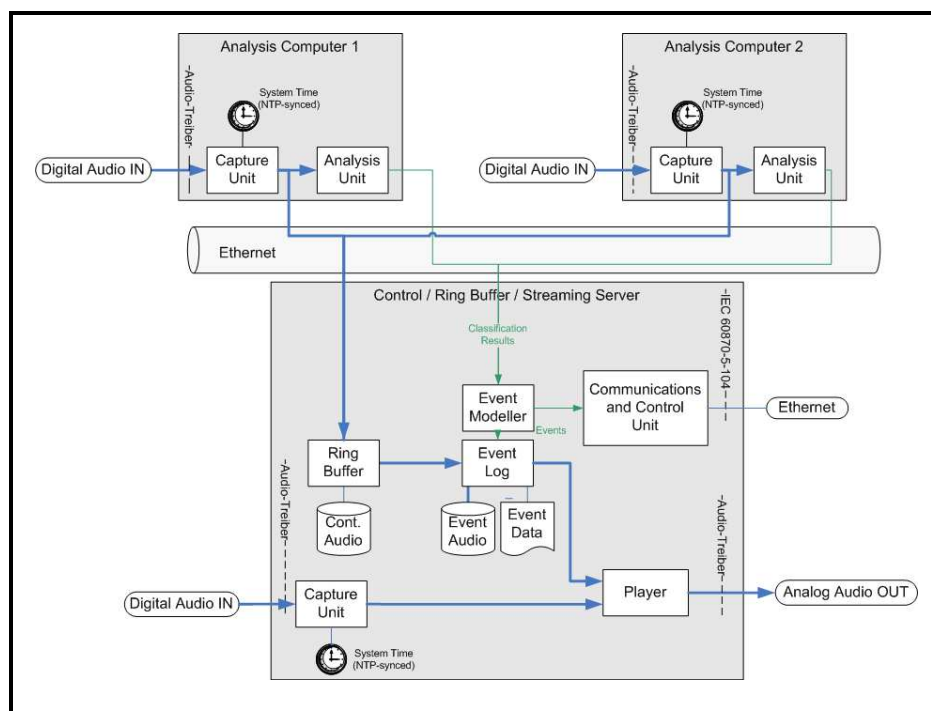 Analysis Computer 1
-Audio-Treiber-
System Time
(NTP-synced)
Digital Audio IN
Capture
Unit
Analysis
Unit
Analysis Computer 2
-Audio-Treiber-
System Time
(NTP-synced)
Digital Audio IN
Capture
Unit
Analysis
Unit
Ethernet
Control / Ring Buffer / Streaming Server
-IEC 60870-5-104-
Classification
Results
Event
Modeller
Communications
and Control
Unit
Ethernet
Events
Ring
Buffer
Event
Log
-Audio-Treiber-
Cont.
Audio
Event
Audio
Event
Data
-Audio-Treiber-
Digital Audio IN
Capture
Unit
Player
Analog Audio OUT
System Time
(NTP-synced)